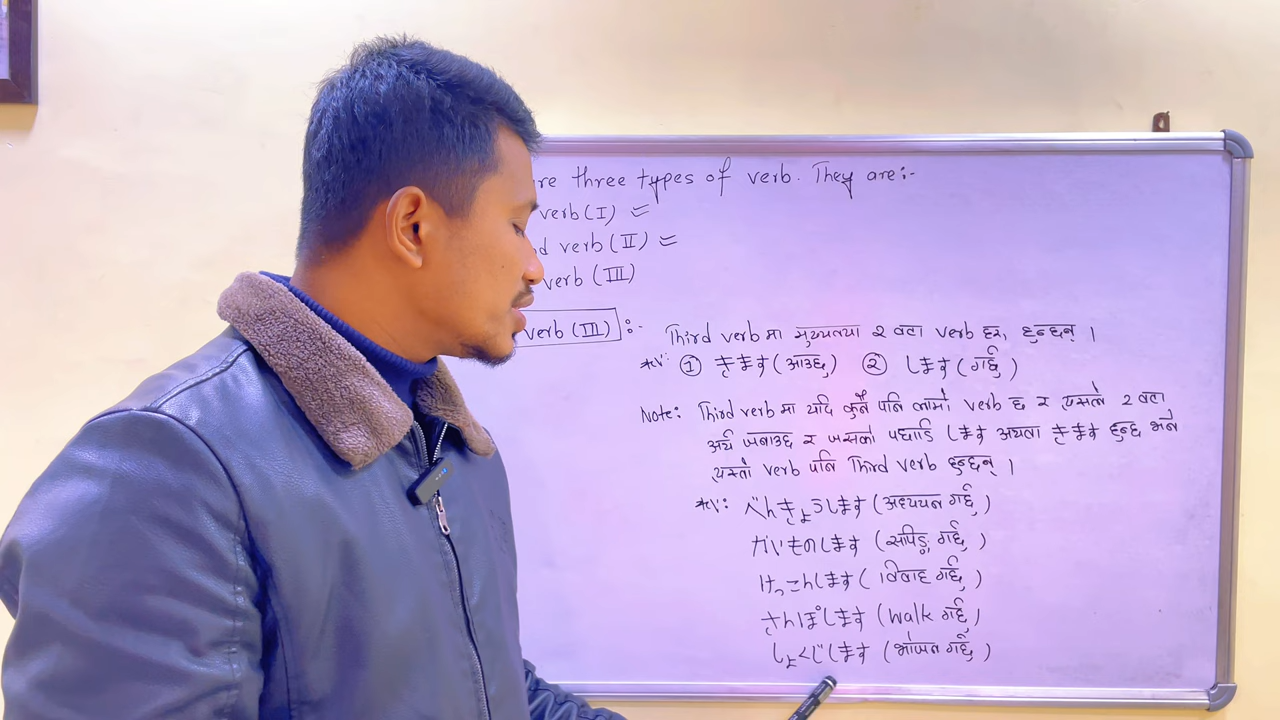 re three types of verb. They are:-
verb (I) =
d verb (II) =
verb (III)
verb (III) :-
Third verb मा मुख्यतया २ वटा verb हरू हुन्छन् ।
जस्तै: ① きます (आउछु) ② します (गर्छु)
Note: Third verb मा यदि कुनै पनि लामो verb छ र यसले २ वटा
अर्थ जनाउछ र जसको पछाडि します अथवा きます हुन्छ भने
यस्तो verb पनि Third verb हुन्छन् ।
जस्तै: べんきょうします (अध्ययन गर्छु)
かいものします (सपिङ्ग गर्छु)
けっこんします (विवाह गर्छु)
さんぽします (walk गर्छु)
しょくじします (भोजन गर्छु)